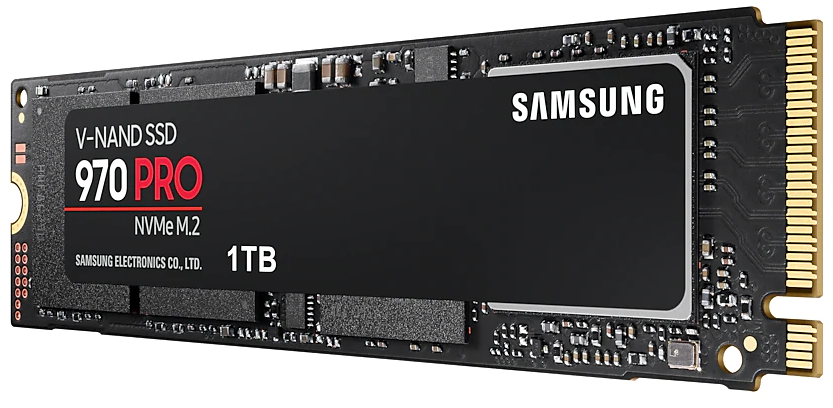 SAMSUNG
V-NAND SSD
970 PRO
NVMe M.2
SAMSUNG ELECTRONICS CO., LTD.
1TB